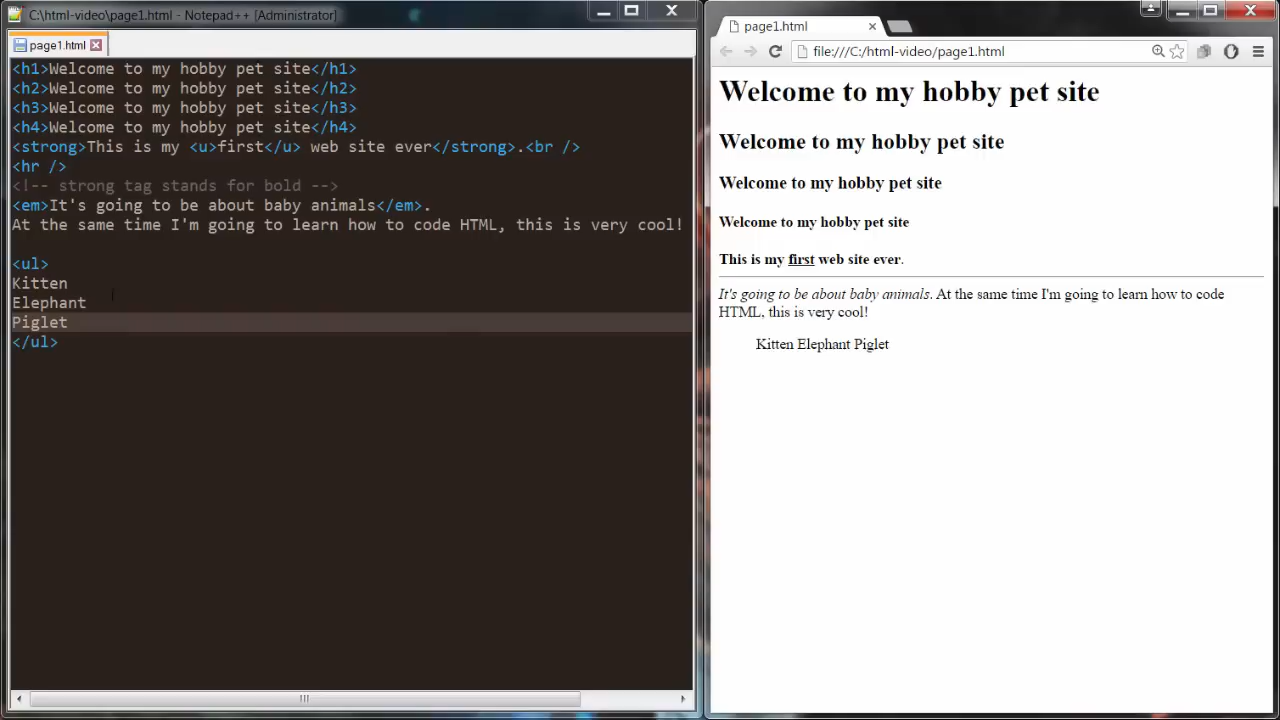 C:\html-video\page1.html - Notepad++ [Administrator]
page1.html
<h1>Welcome to my hobby pet site</h1>
<h2>Welcome to my hobby pet site</h2>
<h3>Welcome to my hobby pet site</h3>
<h4>Welcome to my hobby pet site</h4>
<strong>This is my <u>first</u> web site ever</strong>.<br />
<hr />
<!-- strong tag stands for bold -->
<em>It's going to be about baby animals</em>.
At the same time I'm going to learn how to code HTML, this is very cool!
<ul>
Kitten
Elephant
Piglet
</ul>
page1.html
file:///C:/html-video/page1.html
Welcome to my hobby pet site
Welcome to my hobby pet site
Welcome to my hobby pet site
Welcome to my hobby pet site
This is my first web site ever.
It's going to be about baby animals. At the same time I'm going to learn how to code
HTML, this is very cool!
Kitten Elephant Piglet